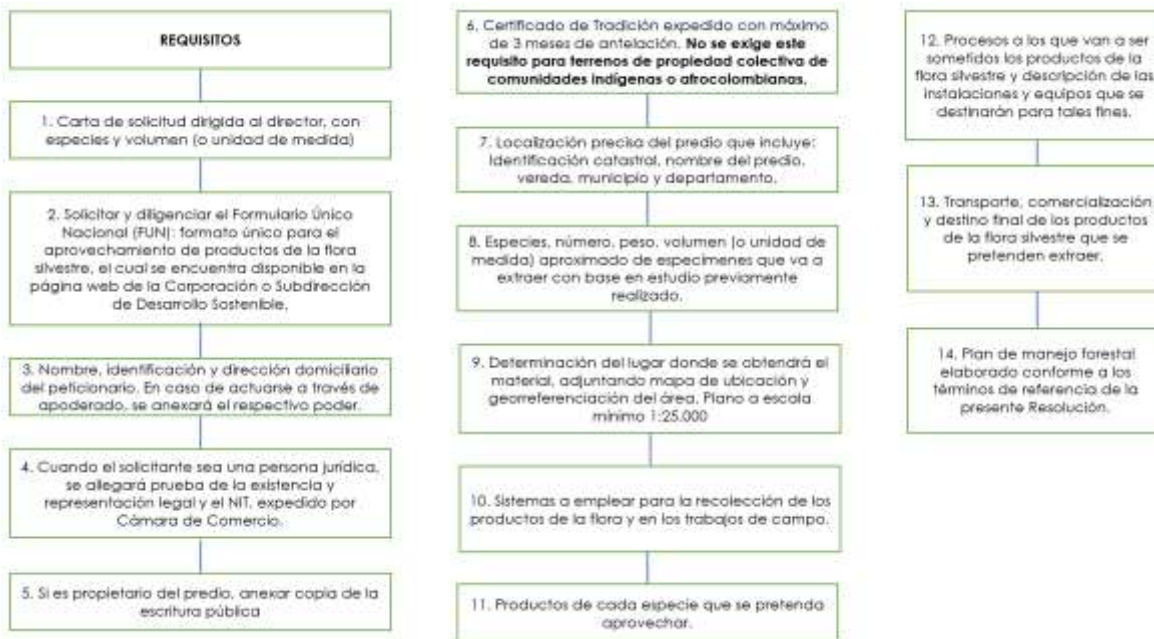 REQUISITOS
1. Carta de solicitud dirigida al director, con
especies y volumen (o unidad de medida)
2. Solicitar y diligenciar el Formulario Único
Nacional (FUN): formato único para el
aprovechamiento de productos de la flora
silvestre, el cual se encuentra disponible en la
página web de la Corporación o Subdirección
de Desarrollo Sostenible.
3. Nombre, identificación y dirección domiciliario
del peticionario. En caso de actuarse a través de
apoderado, se anexará el respectivo poder.
4. Cuando el solicitante sea una persona jurídica,
se allegará prueba de la existencia y
representación legal y el NIT, expedido por
Cámara de Comercio.
5. Si es propietario del predio, anexar copia de la
escritura pública
6. Certificado de Tradición expedido con máximo
de 3 meses de antelación. No se exige este
requisito para terrenos de propiedad colectiva de
comunidades indígenas o afrocolombianas.
7. Localización precisa del predio que incluye:
Identificación catastral, nombre del predio,
vereda, municipio y departamento.
8. Especies, número, peso, volumen (o unidad de
medida) aproximado de especímenes que va a
extraer con base en estudio previamente
realizado.
9. Determinación del lugar donde se obtendrá el
material, adjuntando mapa de ubicación y
georreferenciación del área. Plano a escala
mínimo 1:25.000
10. Sistemas a emplear para la recolección de los
productos de la flora y en los trabajos de campo.
11. Productos de cada especie que se pretenda
aprovechar.
12. Procesos a los que van a ser
sometidos los productos de la
flora silvestre y descripción de las
instalaciones y equipos que se
destinarán para tales fines.
13. Transporte, comercialización
y destino final de los productos
de la flora silvestre que se
pretenden extraer.
14. Plan de manejo forestal
elaborado conforme a los
términos de referencia de la
presente Resolución.